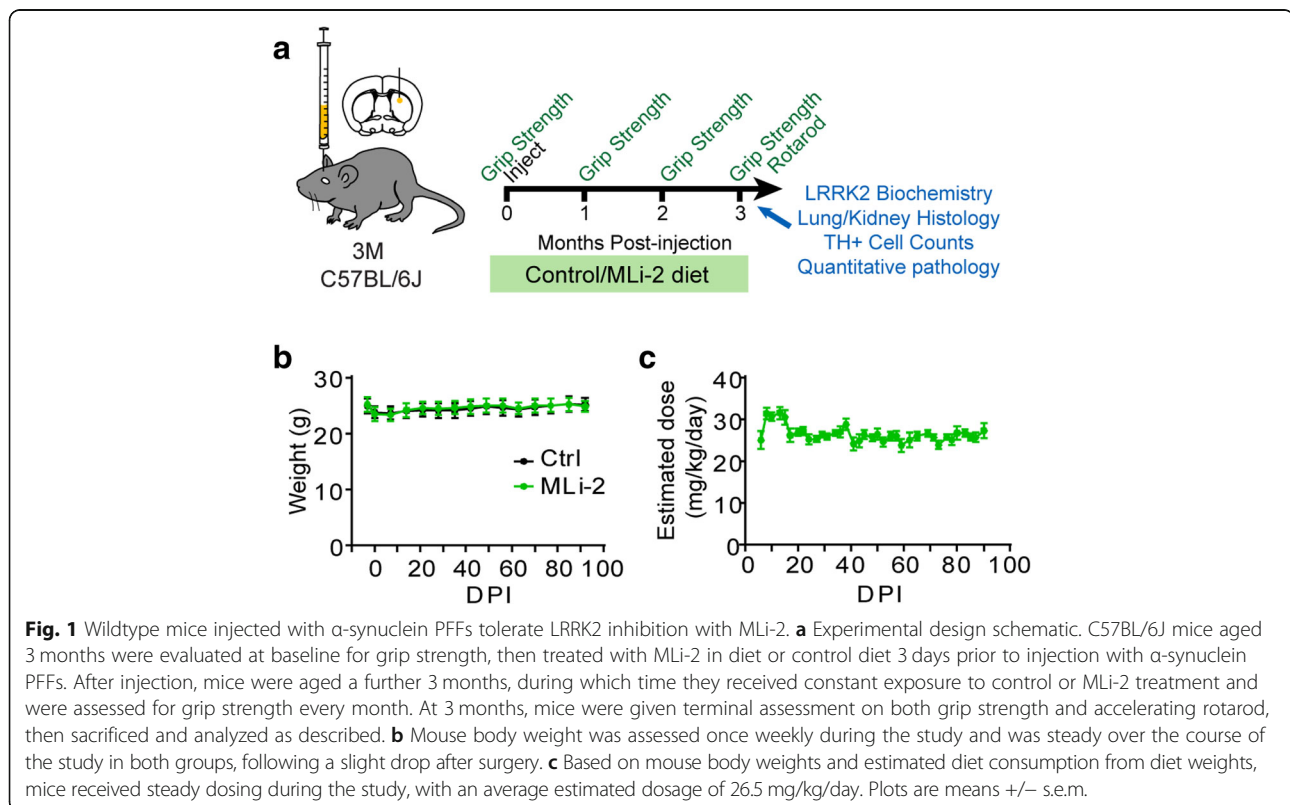 a
Grip Strength
Inject
Grip Strength
Grip Strength
Grip Strength
Rotarod
0
1
2
3
Months Post-injection
Control/MLi-2 diet
3M
C57BL/6J
LRRK2 Biochemistry
Lung/Kidney Histology
TH+ Cell Counts
Quantitative pathology
b
Weight (g)
30
20
10
0
Ctrl
MLi-2
0 20 40 60 80 100
DPI
c
Estimated dose
(mg/kg/day)
40
30
20
10
0
20 40 60 80 100
DPI
Fig. 1 Wildtype mice injected with α-synuclein PFFs tolerate LRRK2 inhibition with MLi-2. a Experimental design schematic. C57BL/6J mice aged
3 months were evaluated at baseline for grip strength, then treated with MLi-2 in diet or control diet 3 days prior to injection with α-synuclein
PFFs. After injection, mice were aged a further 3 months, during which time they received constant exposure to control or MLi-2 treatment and
were assessed for grip strength every month. At 3 months, mice were given terminal assessment on both grip strength and accelerating rotarod,
then sacrificed and analyzed as described. b Mouse body weight was assessed once weekly during the study and was steady over the course of
the study in both groups, following a slight drop after surgery. c Based on mouse body weights and estimated diet consumption from diet weights,
mice received steady dosing during the study, with an average estimated dosage of 26.5 mg/kg/day. Plots are means +/− s.e.m.